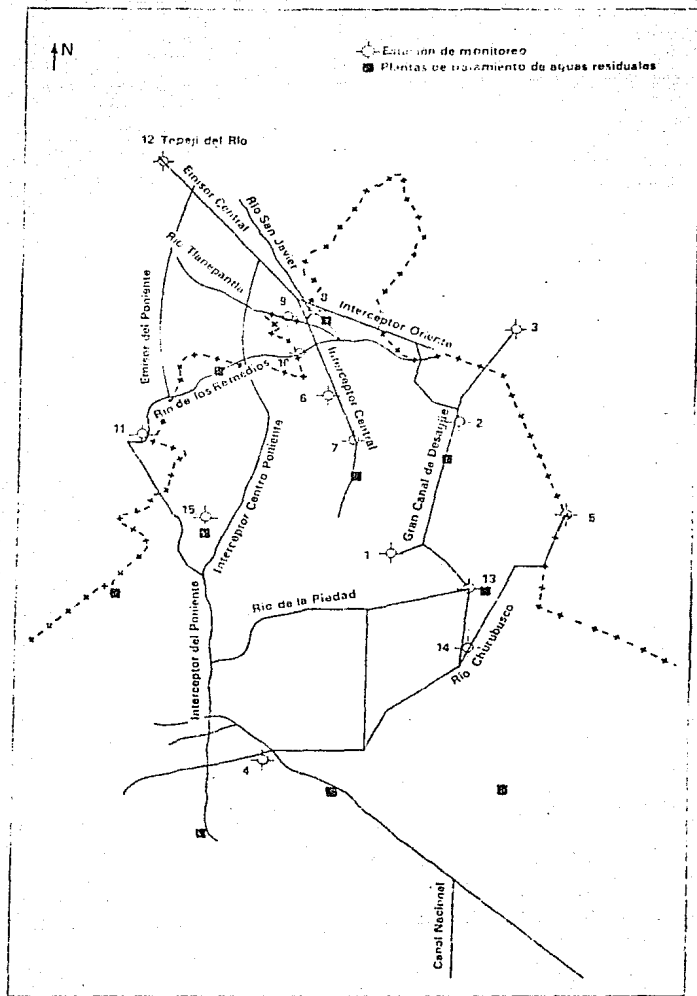 N
Estación de monitoreo
Plantas de tratamiento de aguas residuales
12 Tepeji del Río
Emisor Central
Río San Javier
Río Tlanepantla
Emisor del Poniente
9
8
Interceptor Oriente
3
10
Río de los Remedios
6
Interceptor Central
2
11
7
Gran Canal de Desagüe
15
Interceptor Centro Poniente
5
1
13
Río de la Piedad
Interceptor del Poniente
14
Río Churubusco
4
Canal Nacional